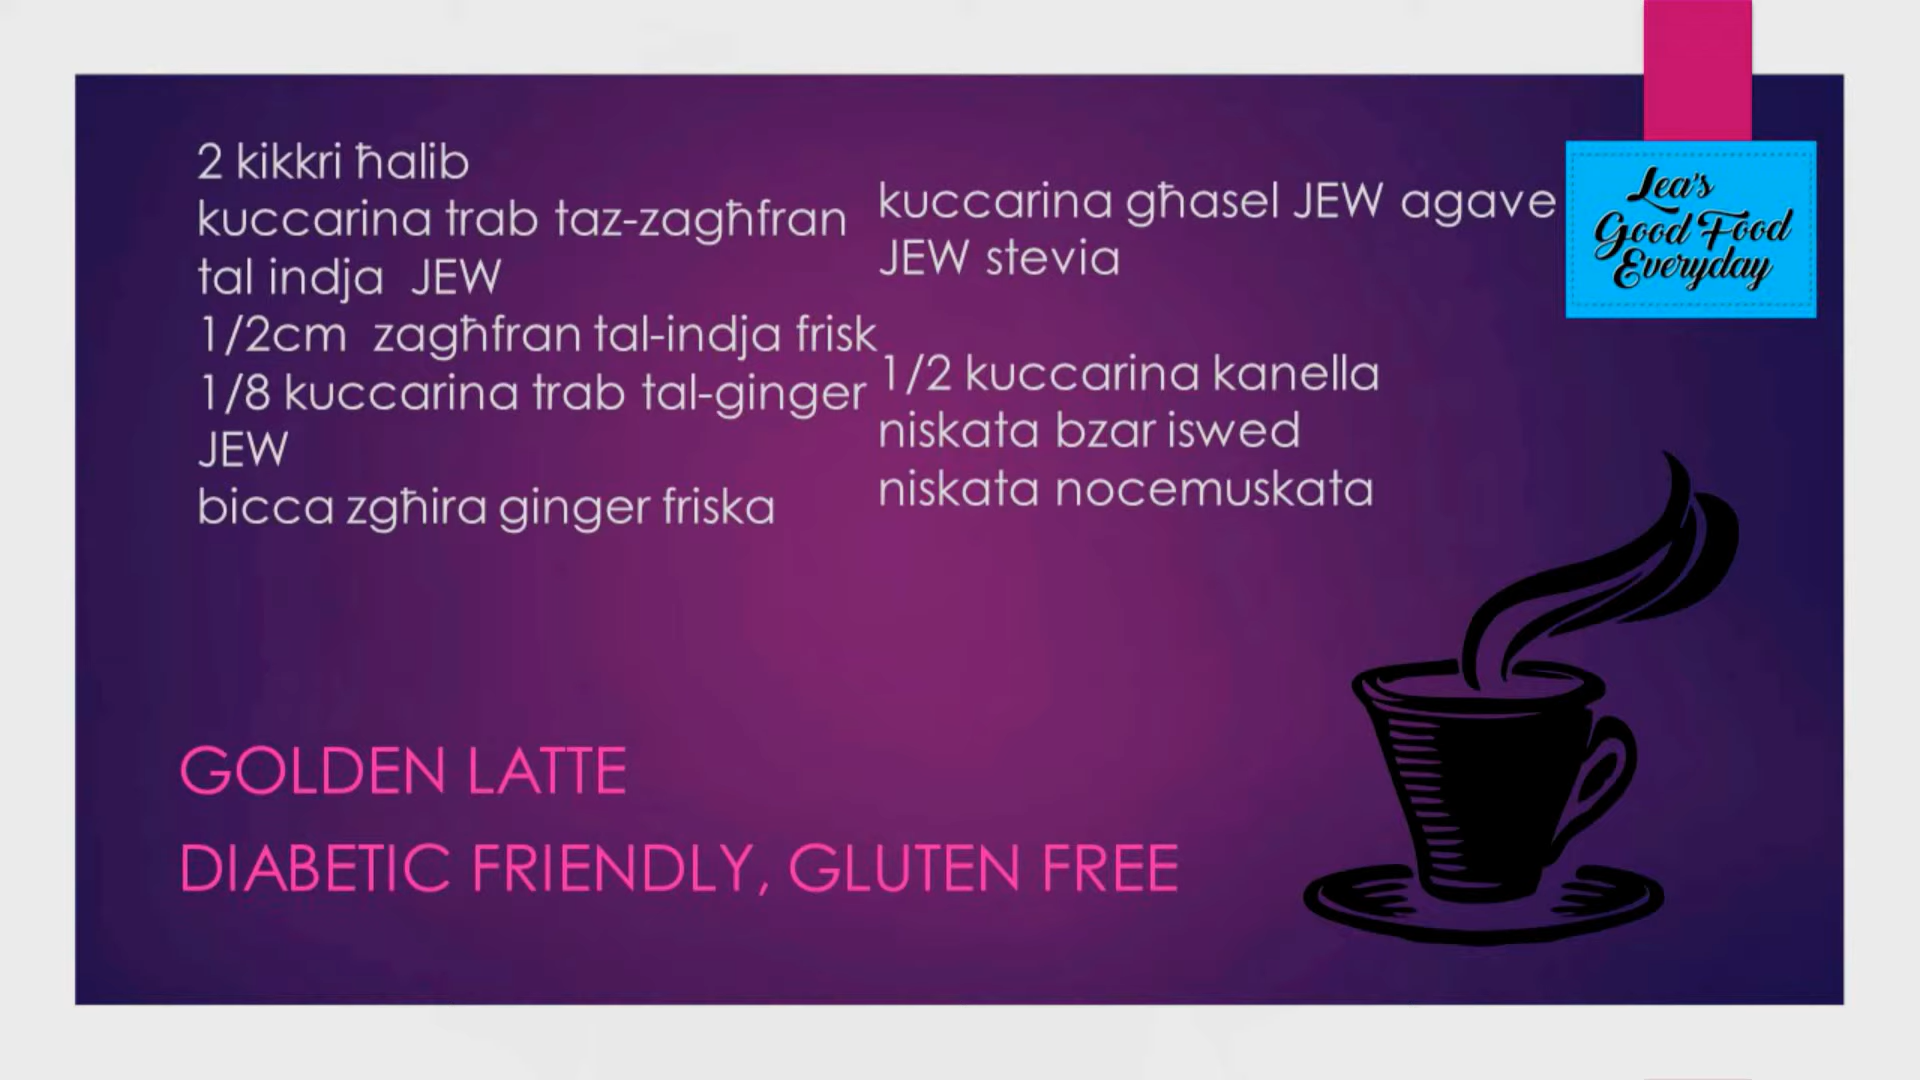 2 kikkri ħalib
kuccarina trab taz-zagħfran
tal indja JEW
1/2cm zagħfran tal-indja frisk
1/8 kuccarina trab tal-ginger
JEW
bicca zgħira ginger friska
kuccarina għasel JEW agave
JEW stevia
1/2 kuccarina kanella
niskata bzar iswed
niskata nocemuskata
Lea's
Good Food
Everyday
GOLDEN LATTE
DIABETIC FRIENDLY, GLUTEN FREE